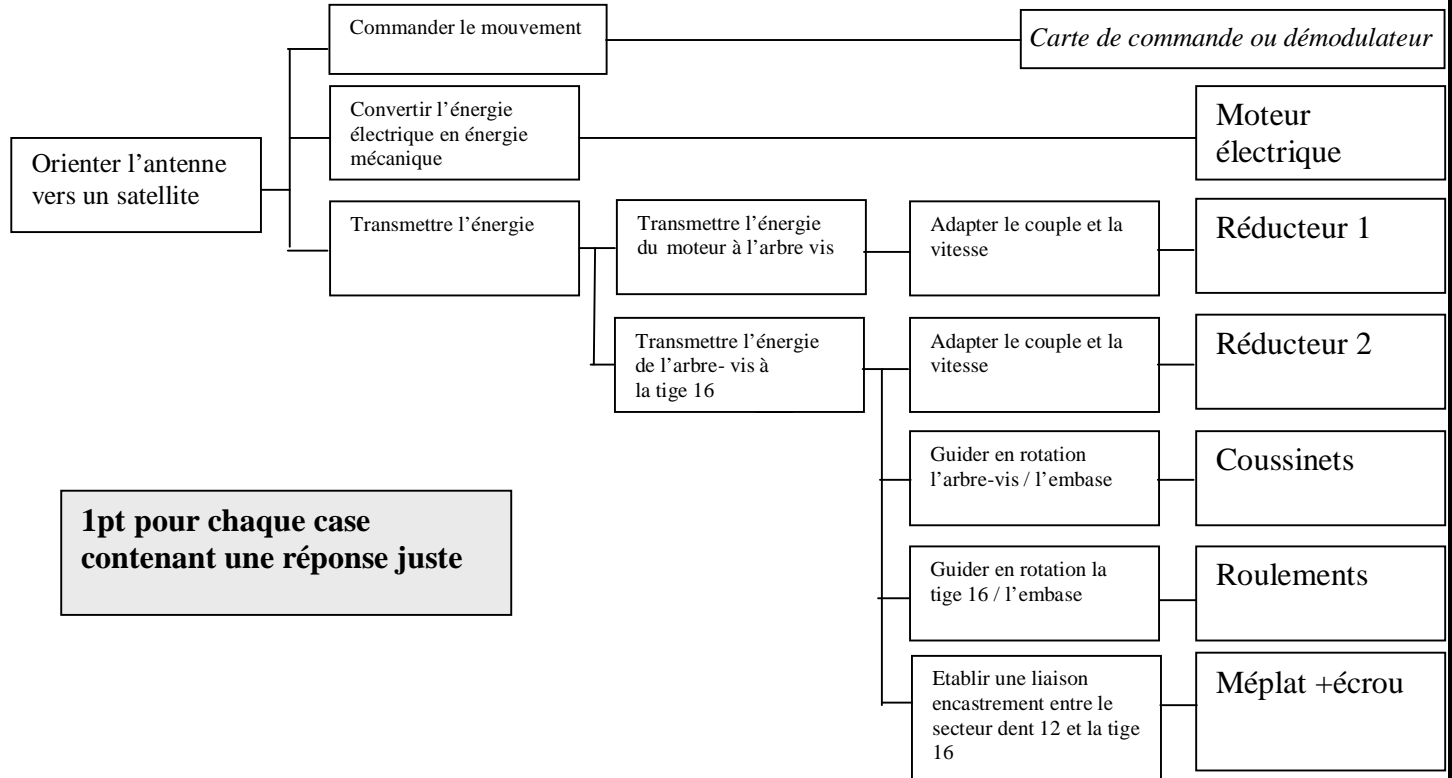 Commander le mouvement
Carte de commande ou démodulateur
Convertir l'énergie
électrique en énergie
mécanique
Moteur
électrique
Orienter l'antenne
vers un satellite
Transmettre l'énergie
Transmettre l'énergie
du moteur à l'arbre vis
Adapter le couple et la
vitesse
Réducteur 1
Transmettre l'énergie
de l'arbre- vis à
la tige 16
Adapter le couple et la
vitesse
Réducteur 2
Guider en rotation
l'arbre-vis / l'embase
Coussinets
1pt pour chaque case
contenant une réponse juste
Guider en rotation la
tige 16 / l'embase
Roulements
Etablir une liaison
encastrement entre le
secteur dent 12 et la tige
16
Méplat +écrou